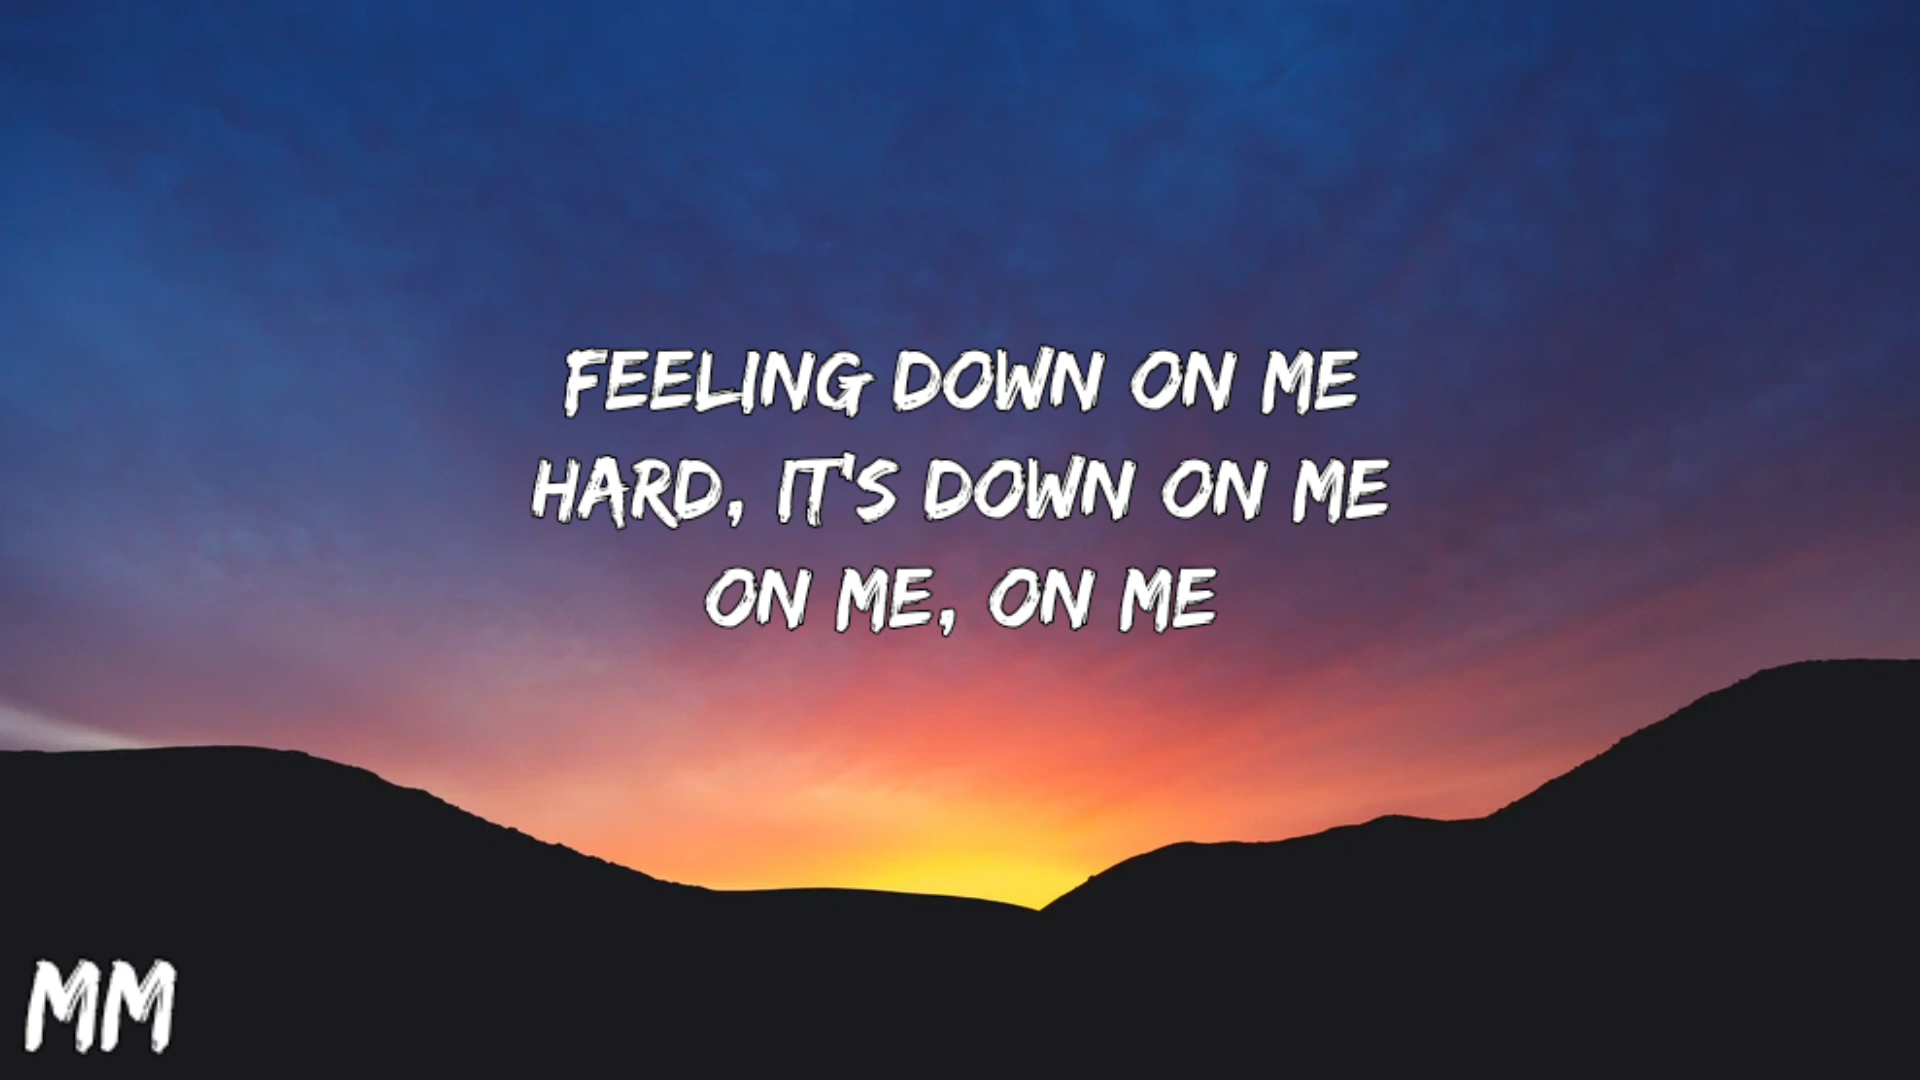 FEELING DOWN ON ME
HARD, IT'S DOWN ON ME
ON ME, ON ME
MM